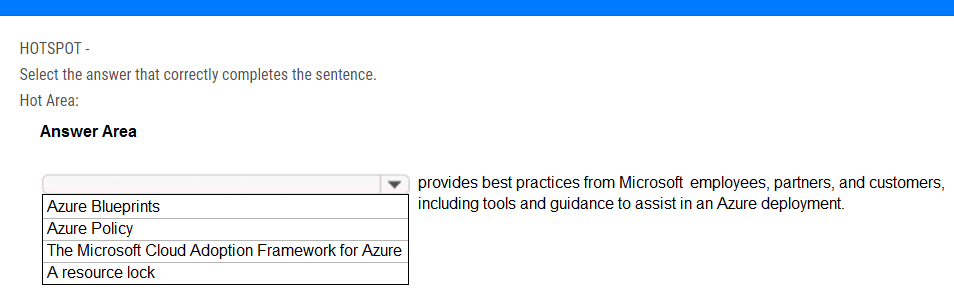 HOTSPOT -
Select the answer that correctly completes the sentence.
Hot Area:
Answer Area
provides best practices from Microsoft employees, partners, and customers,
including tools and guidance to assist in an Azure deployment.
Azure Blueprints
Azure Policy
The Microsoft Cloud Adoption Framework for Azure
A resource lock